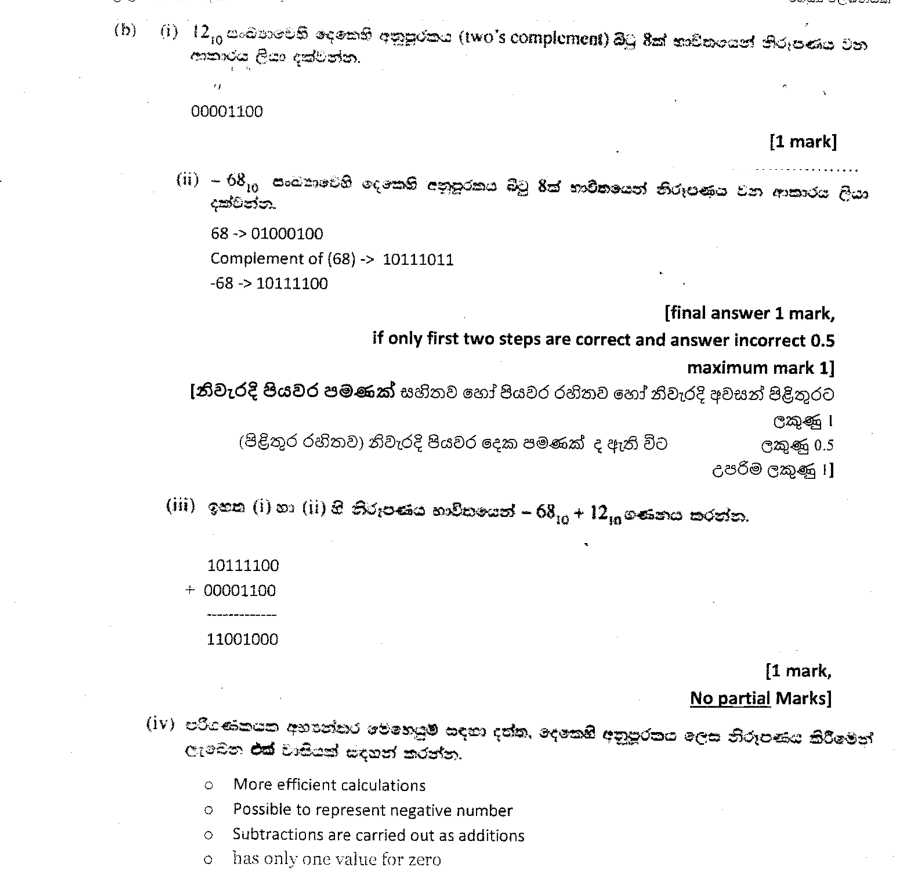 (b) (i) 12₁₀ සංඛ්‍යාවෙහි දෙකෙහි අනුපූරකය (two's complement) බිටු 8ක් භාවිතයෙන් නිරූපණය වන
ආකාරය ලියා දක්වන්න.
00001100
[1 mark]
(ii) – 68₁₀ සංඛ්‍යාවෙහි දෙකෙහි අනුපූරකය බිටු 8ක් භාවිතයෙන් නිරූපණය වන ආකාරය ලියා
දක්වන්න.
68 -> 01000100
Complement of (68) -> 10111011
-68 -> 10111100
[final answer 1 mark,
if only first two steps are correct and answer incorrect 0.5
maximum mark 1]
[නිවැරදි පියවර පමණක් සහිතව හෝ පියවර රහිතව හෝ නිවැරදි අවසන් පිළිතුරට
ලකුණු 1
(පිළිතුර රහිතව) නිවැරදි පියවර දෙක පමණක් ද ඇති විට ලකුණු 0.5
උපරිම ලකුණු 1]
(iii) ඉහත (i) හා (ii) හි නිරූපණය භාවිතයෙන් – 68₁₀ + 12₁₀ ගණනය කරන්න.
10111100
+ 00001100
-------------
11001000
[1 mark,
No partial Marks]
(iv) පරිගණකයක අභ්‍යන්තර මෙහෙයුම් සඳහා දත්ත, දෙකෙහි අනුපූරකය ලෙස නිරූපණය කිරීමෙන්
ලැබෙන එක් වාසියක් සඳහන් කරන්න.
o More efficient calculations
o Possible to represent negative number
o Subtractions are carried out as additions
o has only one value for zero